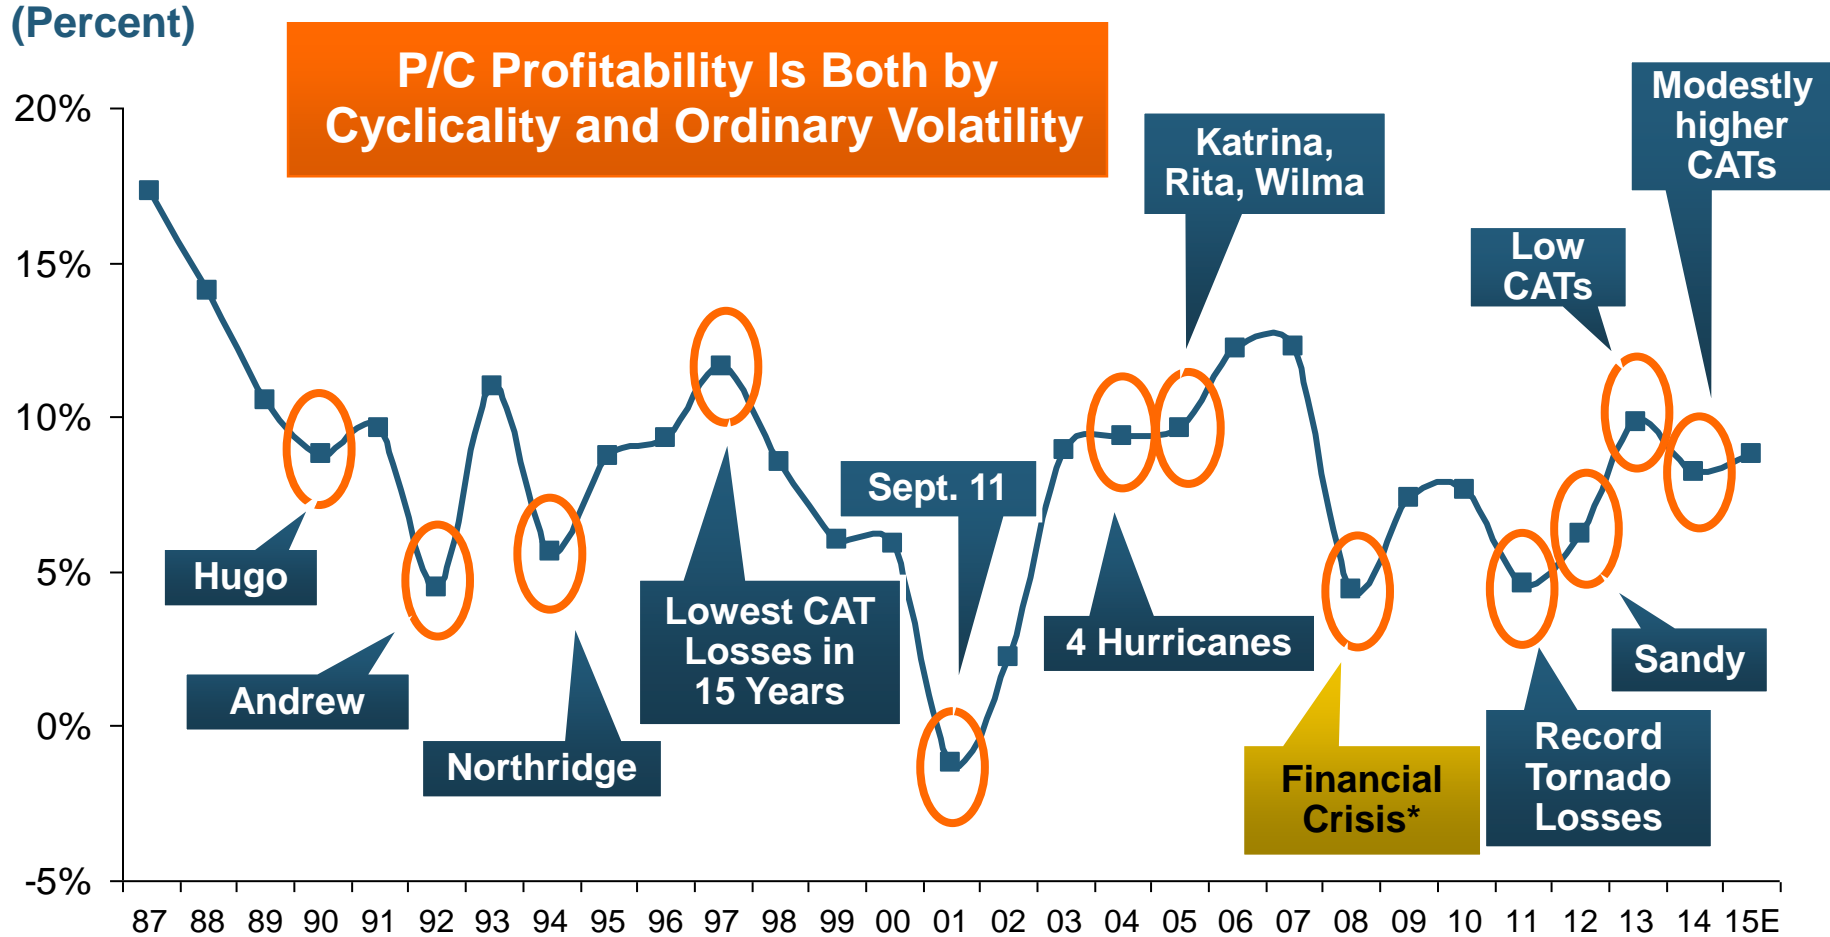 (Percent)
P/C Profitability Is Both by
Cyclicality and Ordinary Volatility
Modestly
higher
CATs
Katrina,
Rita, Wilma
Low
CATs
Sept. 11
Hugo
Lowest CAT
Losses in
15 Years
4 Hurricanes
Sandy
Andrew
Northridge
Financial
Crisis*
Record
Tornado
Losses
20%
15%
10%
5%
0%
-5%
87 88 89 90 91 92 93 94 95 96 97 98 99 00 01 02 03 04 05 06 07 08 09 10 11 12 13 14 15E